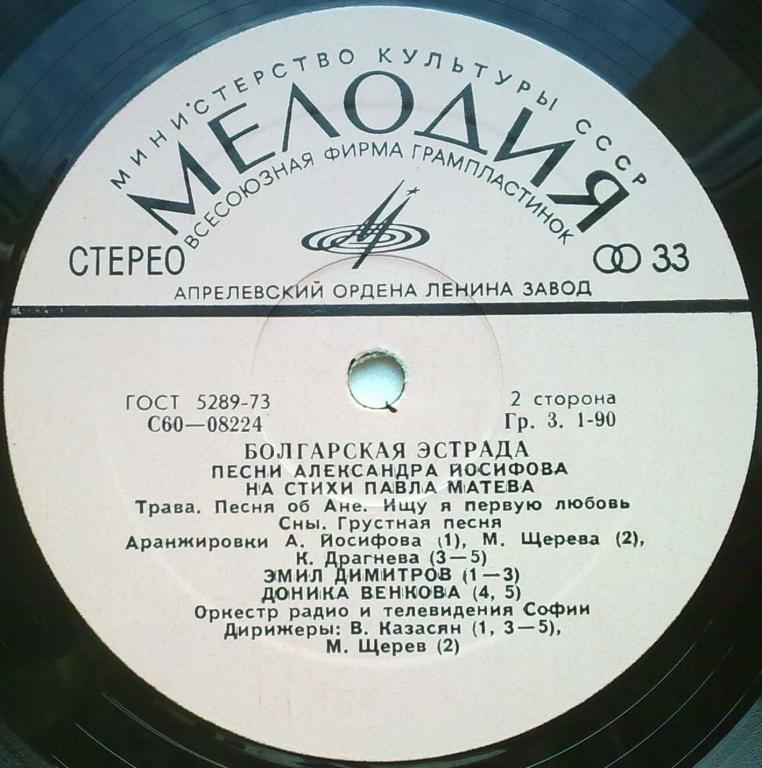 МИНИСТЕРСТВО КУЛЬТУРЫ СССР
МЕЛОДИЯ
ВСЕСОЮЗНАЯ ФИРМА ГРАМПЛАСТИНОК
СТЕРЕО
33
АПРЕЛЕВСКИЙ ОРДЕНА ЛЕНИНА ЗАВОД
ГОСТ 5289-73
2 сторона
С60—08224
Гр. 3. 1-90
БОЛГАРСКАЯ ЭСТРАДА
ПЕСНИ АЛЕКСАНДРА ЙОСИФОВА
НА СТИХИ ПАВЛА МАТЕВА
Трава. Песня об Ане. Ищу я первую любовь
Сны. Грустная песня
Аранжировки А. Йосифова (1), М. Щерева (2),
К. Драгнева (3—5)
ЭМИЛ ДИМИТРОВ (1—3)
ДОНИКА ВЕНКОВА (4, 5)
Оркестр радио и телевидения Софии
Дирижеры: В. Казасян (1, 3—5),
М. Щерев (2)